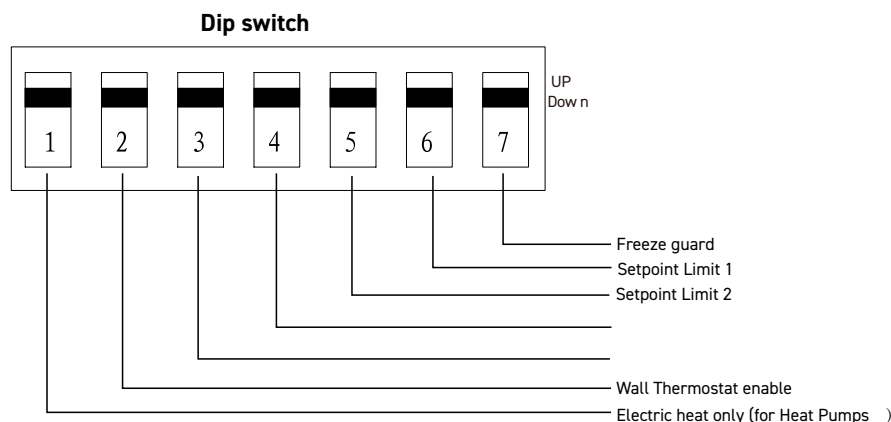 Dip switch
UP
Down
1 2 3 4 5 6 7
Freeze guard
Setpoint Limit 1
Setpoint Limit 2
Wall Thermostat enable
Electric heat only (for Heat Pumps )